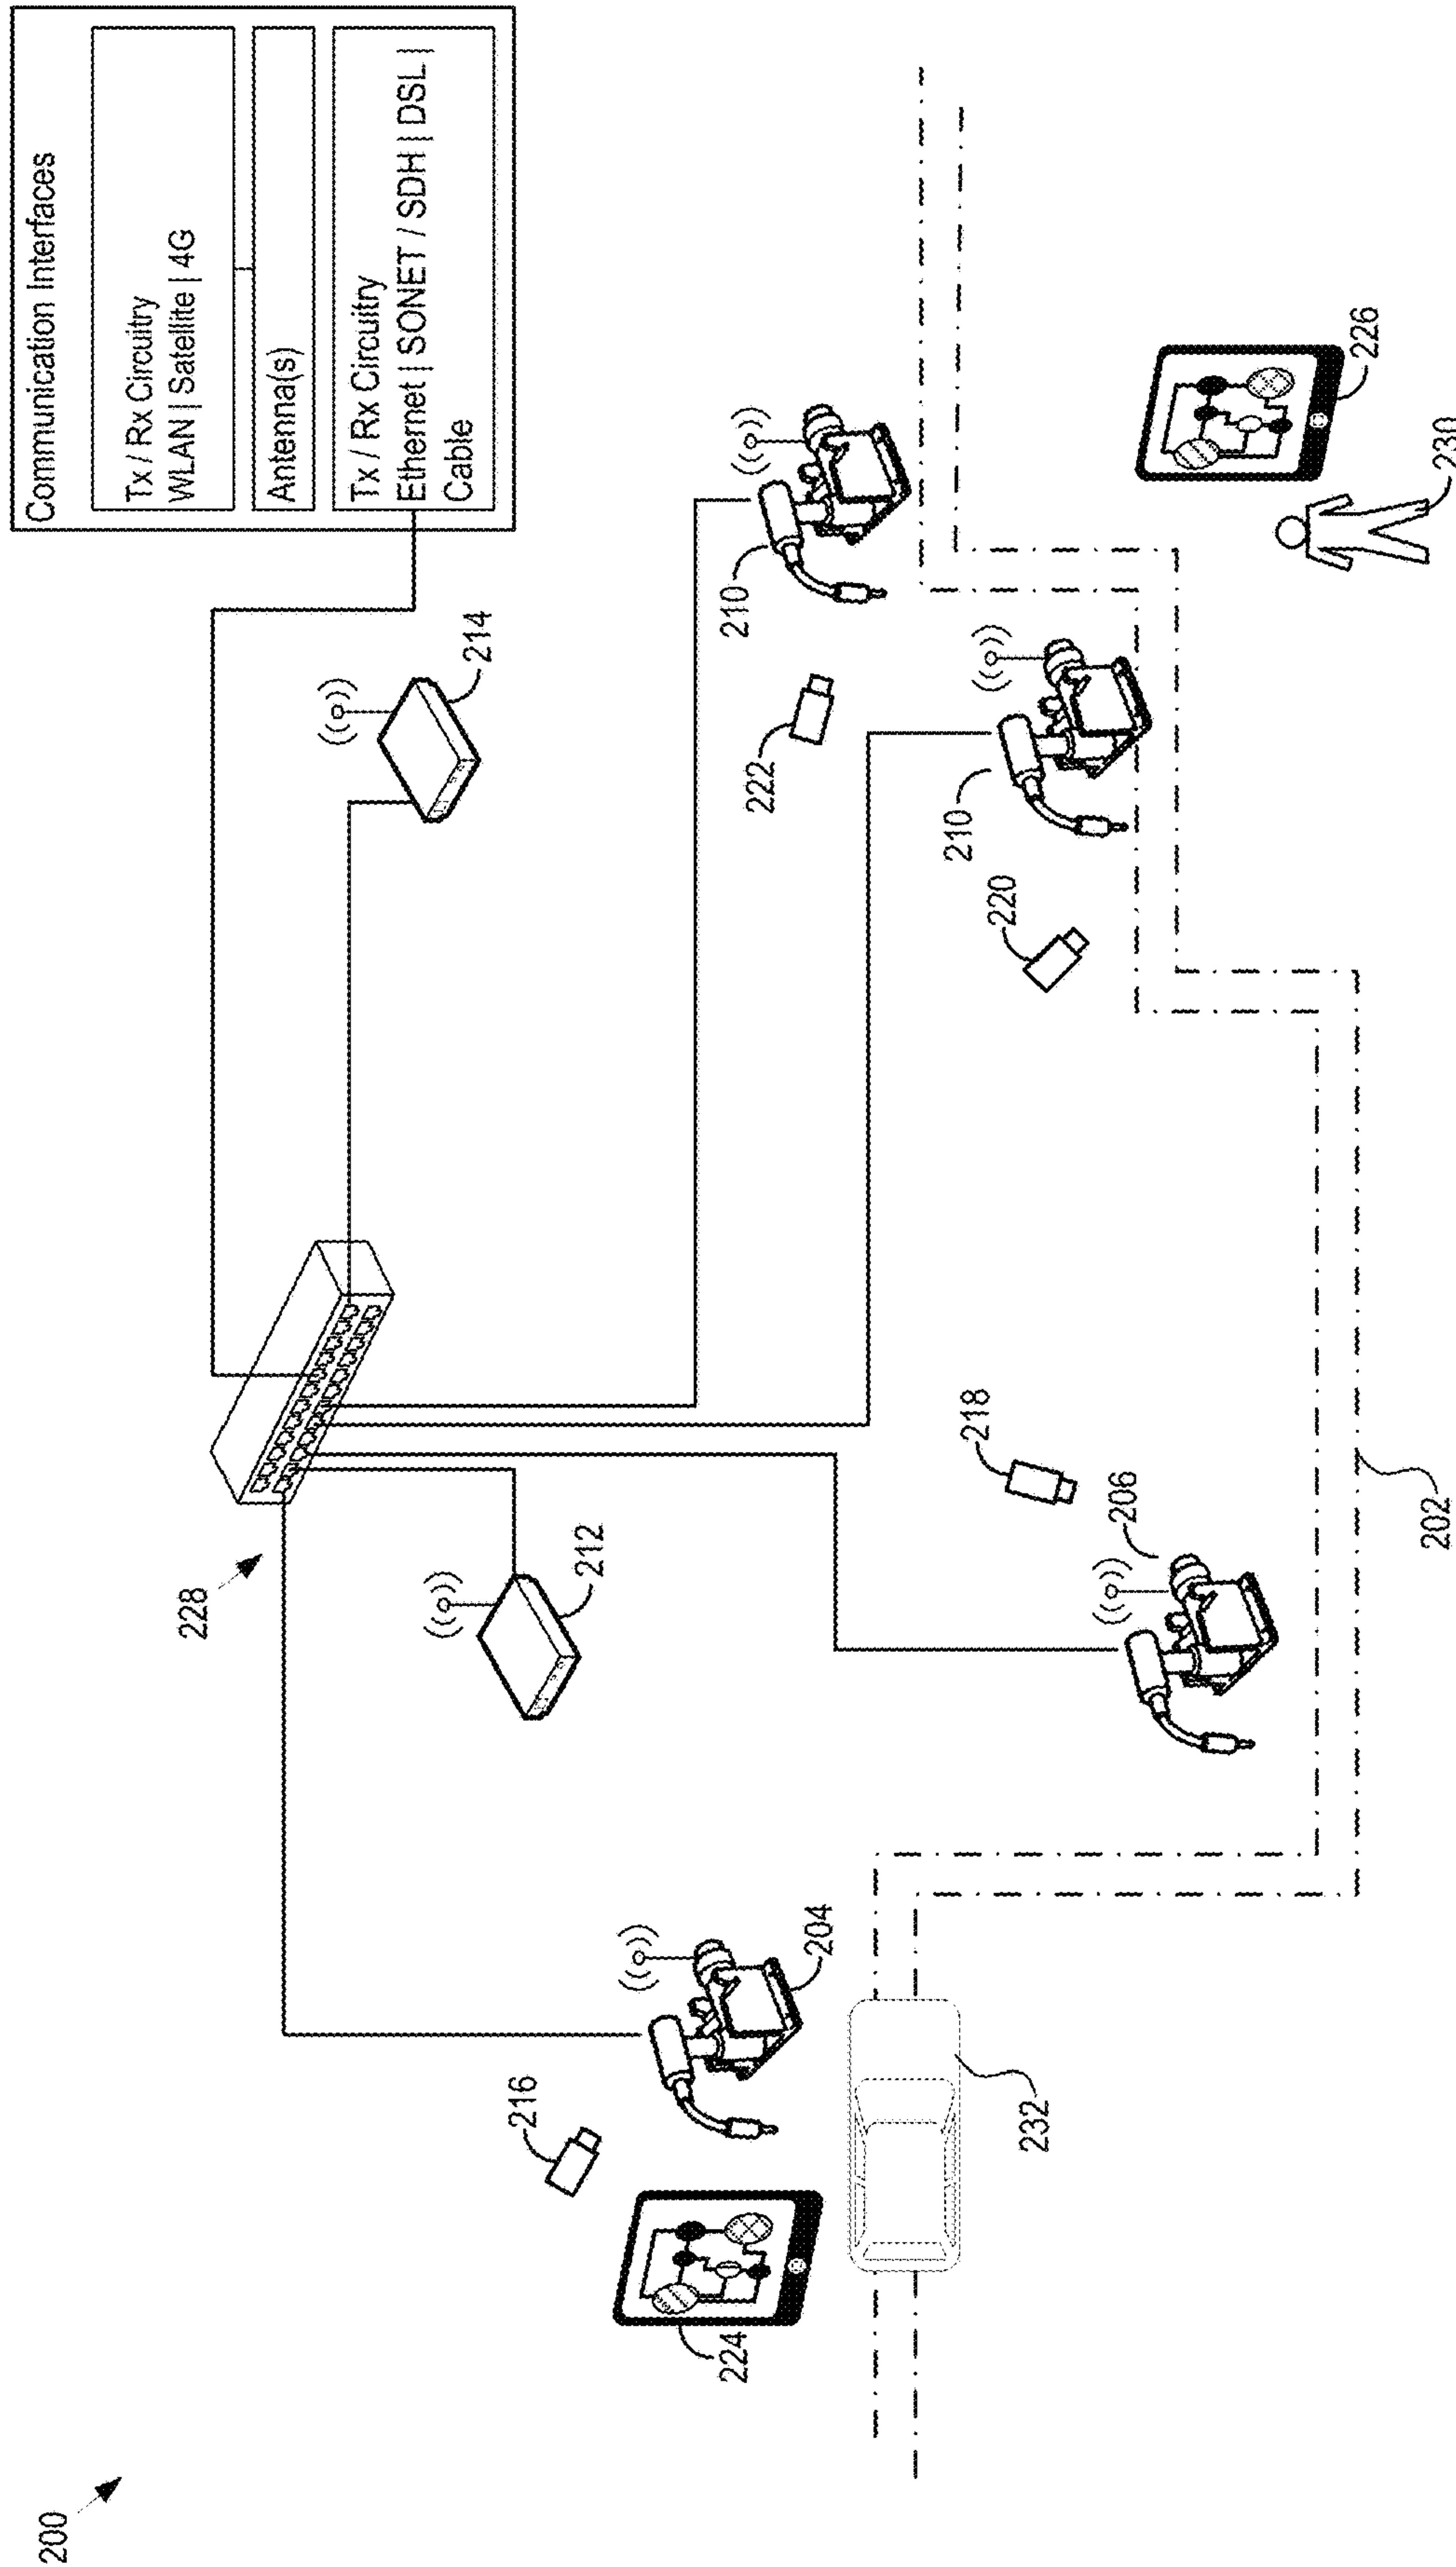 200
Communication Interfaces
Tx / Rx Circuitry
WLAN | Satellite | 4G
Antenna(s)
Tx / Rx Circuitry
Ethernet | SONET / SDH | DSL |
Cable
228
214
212
210
222
216
224
204
210
220
218
206
232
226
230
202